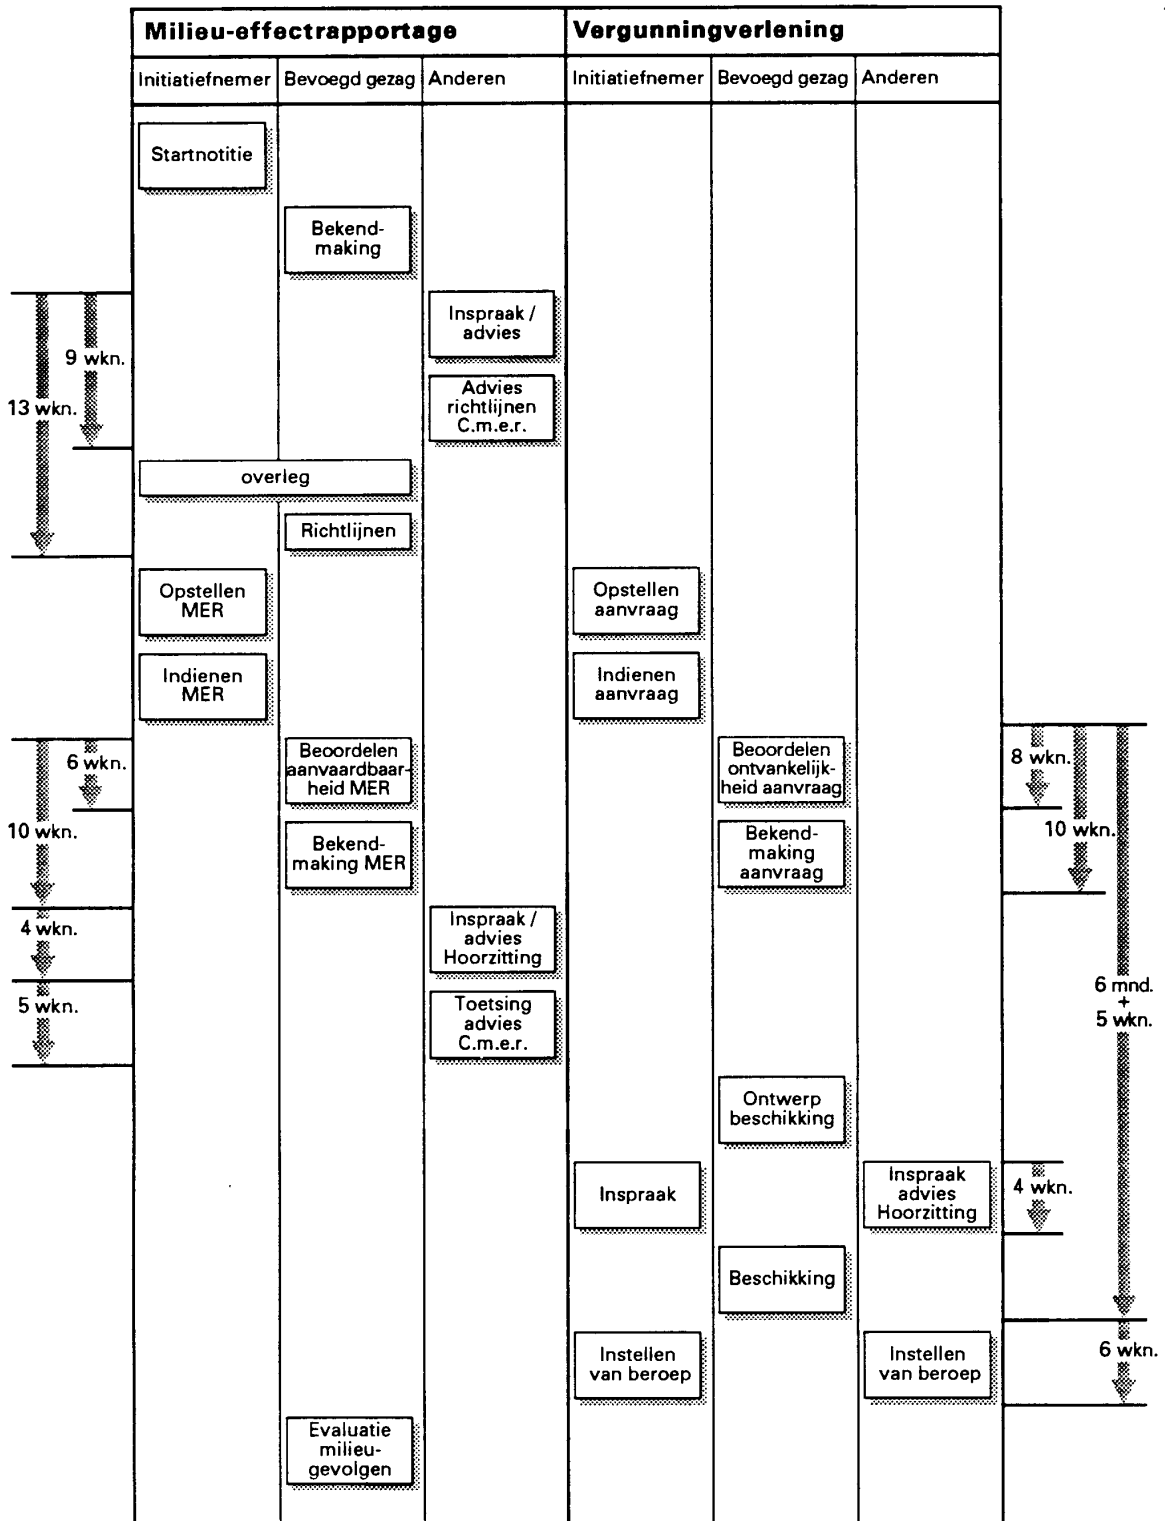 Milieu-effectrapportage
Vergunningverlening
Initiatiefnemer
Bevoegd gezag
Anderen
Initiatiefnemer
Bevoegd gezag
Anderen
Startnotitie
Bekend-
making
Inspraak /
advies
9 wkn.
13 wkn.
Advies
richtlijnen
C.m.e.r.
overleg
Richtlijnen
Opstellen
MER
Opstellen
aanvraag
Indienen
MER
Indienen
aanvraag
6 wkn.
Beoordelen
aanvaardbaar-
heid MER
Beoordelen
ontvankelijk-
heid aanvraag
8 wkn.
10 wkn.
Bekend-
making MER
Bekend-
making
aanvraag
10 wkn.
4 wkn.
Inspraak /
advies
Hoorzitting
5 wkn.
Toetsing
advies
C.m.e.r.
6 mnd.
+
5 wkn.
Ontwerp
beschikking
Inspraak
Inspraak
advies
Hoorzitting
4 wkn.
Beschikking
Instellen
van beroep
Instellen
van beroep
6 wkn.
Evaluatie
milieu-
gevolgen